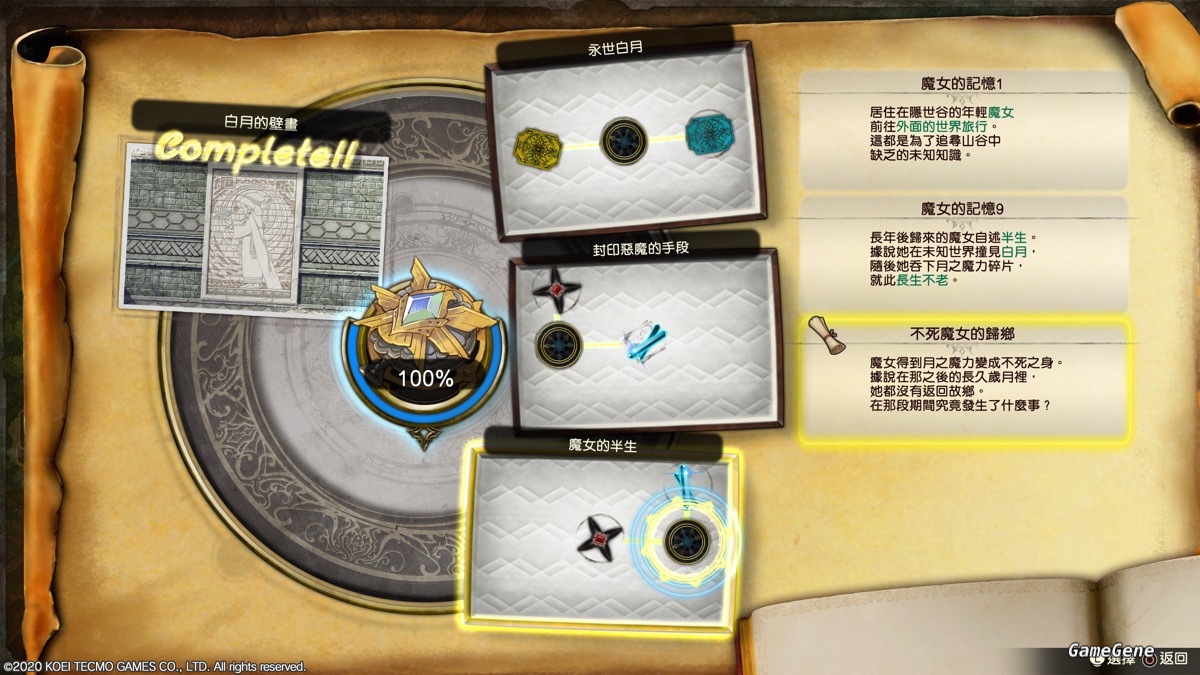 白月的壁畫
Complete!!
100%
永世白月
封印惡魔的手段
魔女的半生
魔女的記憶1
居住在隱世谷的年輕魔女
前往外面的世界旅行。
這都是為了追尋山谷中
缺乏的未知知識。
魔女的記憶9
長年後歸來的魔女自述半生。
據說她在未知世界撞見白月，
隨後她吞下月之魔力碎片，
就此長生不老。
不死魔女的歸鄉
魔女得到月之魔力變成不死之身。
據說在那之後的長久歲月裡，
她都沒有返回故鄉。
在那段期間究竟發生了什麼事？
©2020 KOEI TECMO GAMES CO., LTD. All rights reserved.
GameGene
L 選擇 返回